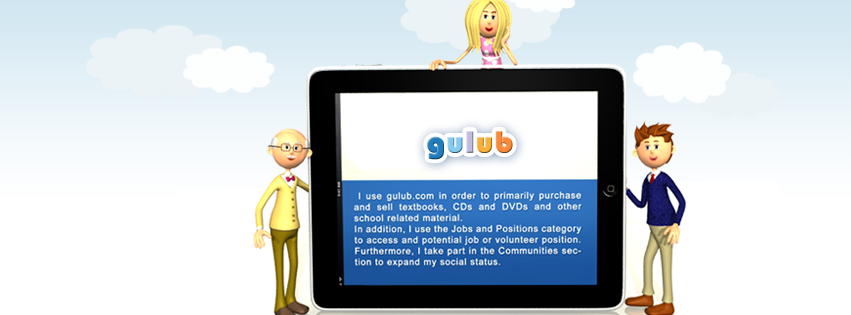 gulub
I use gulub.com in order to primarily purchase
and sell textbooks, CDs and DVDs and other
school related material.
In addition, I use the Jobs and Positions category
to access and potential job or volunteer position.
Furthermore, I take part in the Communities sec-
tion to expand my social status.